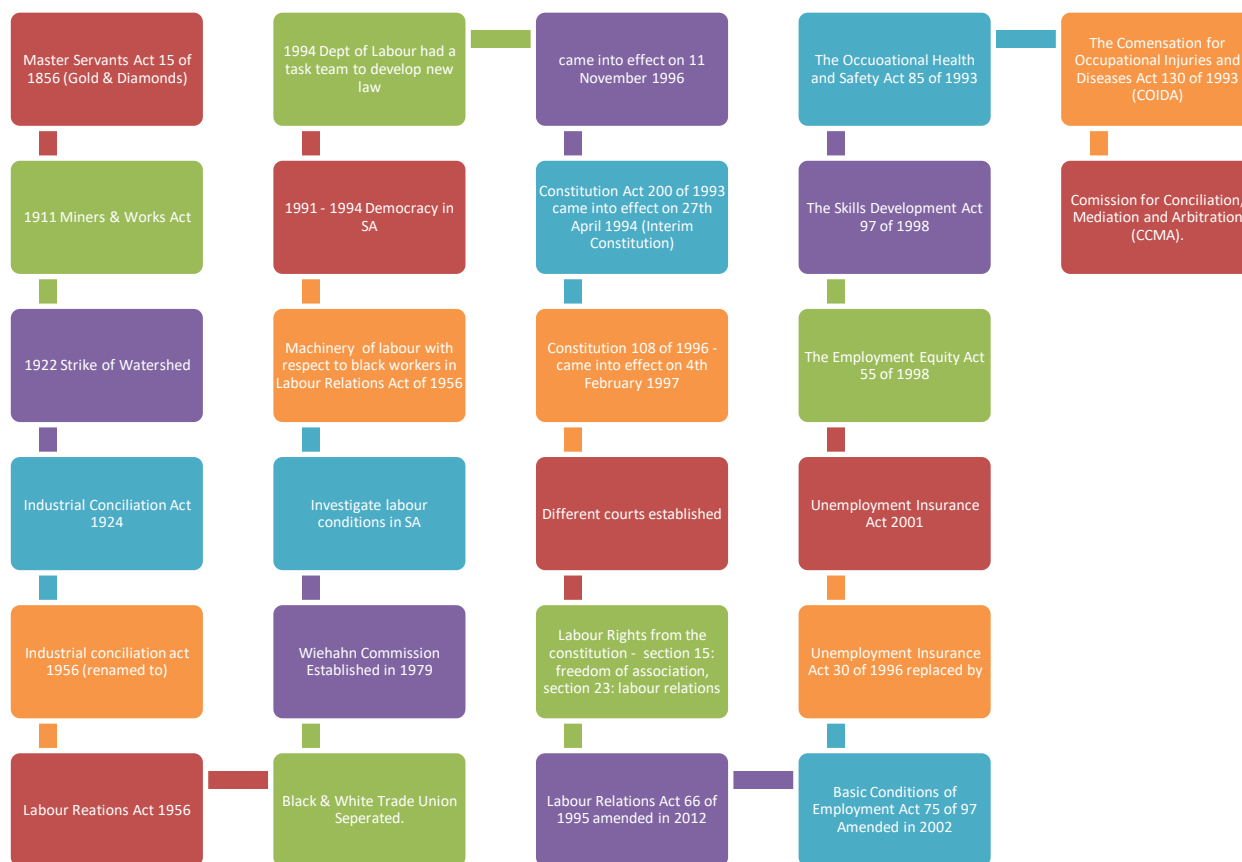 Master Servants Act 15 of
1856 (Gold & Diamonds)
1911 Miners & Works Act
1922 Strike of Watershed
Industrial Conciliation Act
1924
Industrial conciliation act
1956 (renamed to)
Labour Reations Act 1956
Black & White Trade Union
Seperated.
Wiehahn Commission
Established in 1979
Investigate labour
conditions in SA
Machinery of labour with
respect to black workers in
Labour Relations Act of 1956
1991 - 1994 Democracy in
SA
1994 Dept of Labour had a
task team to develop new
law
came into effect on 11
November 1996
Constitution Act 200 of 1993
came into effect on 27th
April 1994 (Interim
Constitution)
Constitution 108 of 1996 -
came into effect on 4th
February 1997
Different courts established
Labour Rights from the
constitution - section 15:
freedom of association,
section 23: labour relations
Labour Relations Act 66 of
1995 amended in 2012
Basic Conditions of
Employment Act 75 of 97
Amended in 2002
Unemployment Insurance
Act 30 of 1996 replaced by
Unemployment Insurance
Act 2001
The Employment Equity Act
55 of 1998
The Skills Development Act
97 of 1998
The Occuoational Health
and Safety Act 85 of 1993
The Comensation for
Occupational Injuries and
Diseases Act 130 of 1993
(COIDA)
Comission for Conciliation,
Mediation and Arbitration
(CCMA).